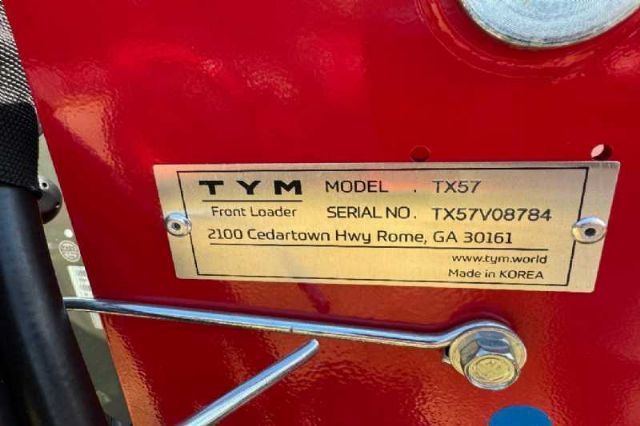 TYM MODEL . TX57
Front Loader SERIAL NO. TX57V08784
2100 Cedartown Hwy Rome, GA 30161
www.tym.world
Made in KOREA